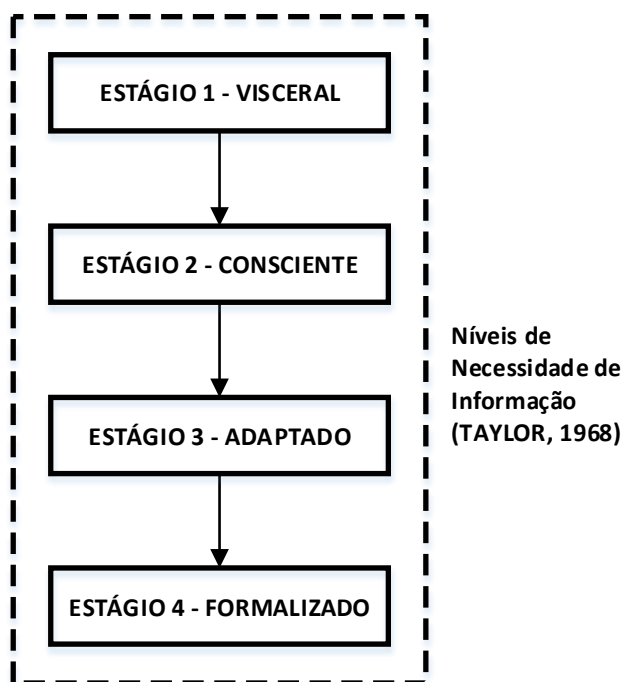 ESTÁGIO 1 - VISCERAL
ESTÁGIO 2 - CONSCIENTE
ESTÁGIO 3 - ADAPTADO
ESTÁGIO 4 - FORMALIZADO
Níveis de
Necessidade de
Informação
(TAYLOR, 1968)